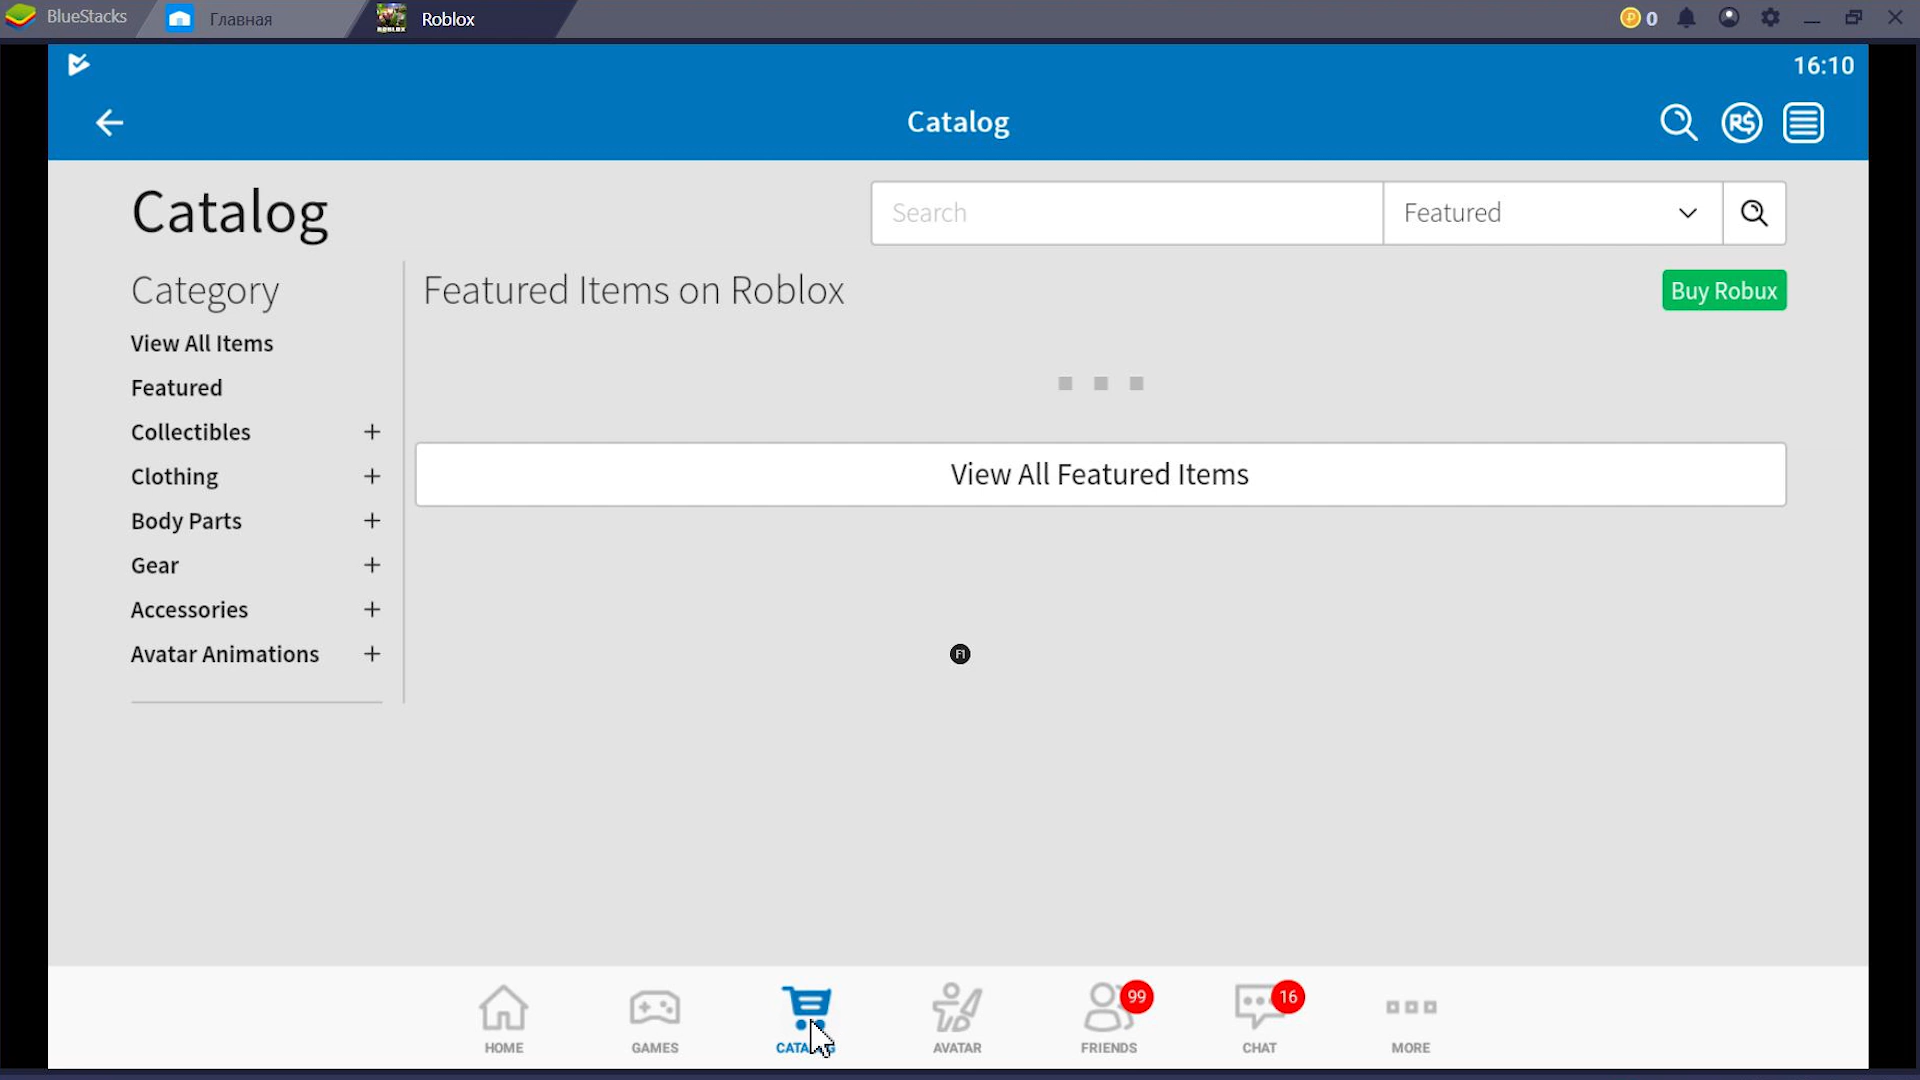 BlueStacks
Главная
Roblox
0
16:10
Catalog
R$
Catalog
Search
Featured
Category
Featured Items on Roblox
Buy Robux
View All Items
Featured
Collectibles +
Clothing +
View All Featured Items
Body Parts +
Gear +
Accessories +
Avatar Animations +
F1
99
16
HOME
GAMES
AVATAR
FRIENDS
CHAT
MORE